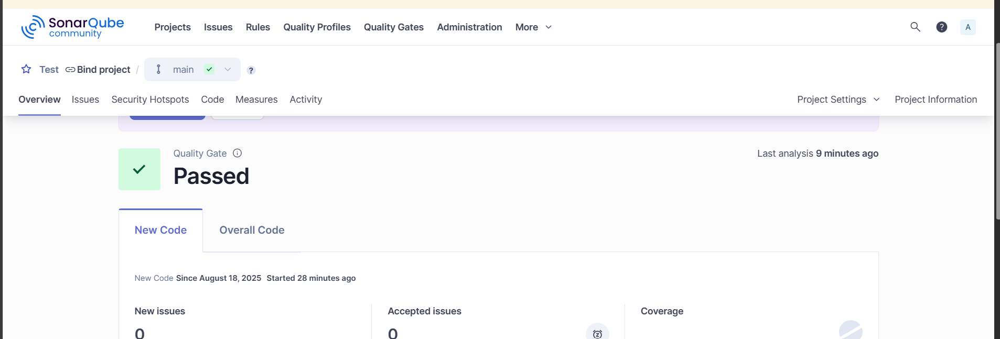 SonarQube
community
Projects Issues Rules Quality Profiles Quality Gates Administration More
? A
Test Bind project / main ?
Overview Issues Security Hotspots Code Measures Activity Project Settings Project Information
Quality Gate
Last analysis 9 minutes ago
Passed
New Code Overall Code
New Code Since August 18, 2025 Started 28 minutes ago
New issues Accepted issues Coverage
0 0